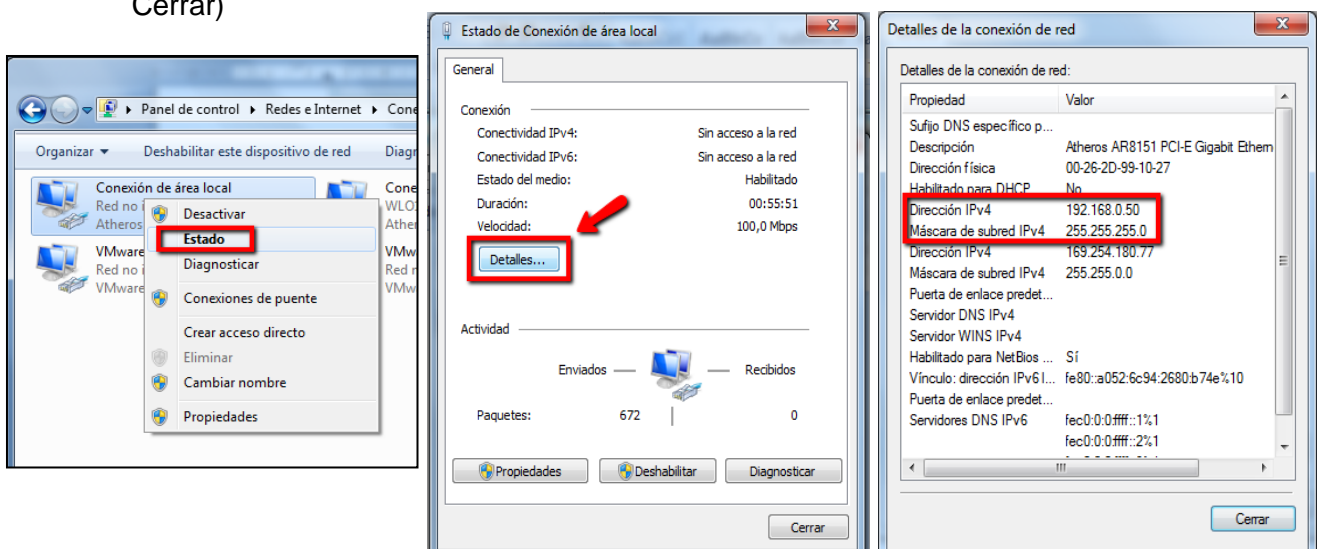 Cerrar)
Panel de control ▸ Redes e Internet ▸ Cone
Organizar Deshabilitar este dispositivo de red Diagn
Conexión de área local
Red no i
Atheros
VMware
Red no i
VMware
Cone
WLO
Ather
VMw
Red n
VMw
Desactivar
Estado
Diagnosticar
Conexiones de puente
Crear acceso directo
Eliminar
Cambiar nombre
Propiedades
Estado de Conexión de área local
General
Conexión
Conectividad IPv4: Sin acceso a la red
Conectividad IPv6: Sin acceso a la red
Estado del medio: Habilitado
Duración: 00:55:51
Velocidad: 100,0 Mbps
Detalles...
Actividad
Enviados Recibidos
Paquetes: 672 0
Propiedades Deshabilitar Diagnosticar
Cerrar
Detalles de la conexión de red
Detalles de la conexión de red:
Propiedad Valor
Sufijo DNS específico p...
Descripción Atheros AR8151 PCI-E Gigabit Ethern
Dirección física 00-26-2D-99-10-27
Habilitado para DHCP No
Dirección IPv4 192.168.0.50
Máscara de subred IPv4 255.255.255.0
Dirección IPv4 169.254.180.77
Máscara de subred IPv4 255.255.0.0
Puerta de enlace predet...
Servidor DNS IPv4
Servidor WINS IPv4
Habilitado para NetBios ... Sí
Vínculo: dirección IPv6 l... fe80::a052:6c94:2680:b74e%10
Puerta de enlace predet...
Servidores DNS IPv6 fec0:0:0:ffff::1%1
fec0:0:0:ffff::2%1
Cerrar